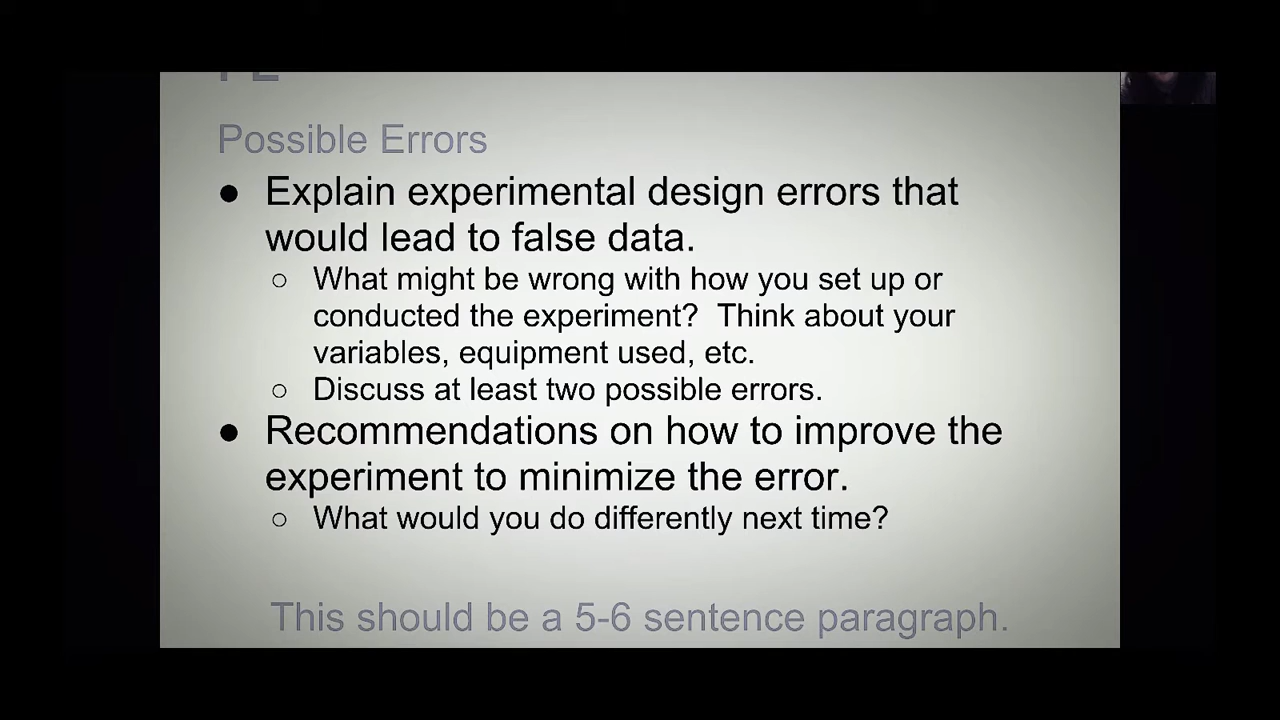 Possible Errors
● Explain experimental design errors that
would lead to false data.
○ What might be wrong with how you set up or
conducted the experiment?  Think about your
variables, equipment used, etc.
○ Discuss at least two possible errors.
● Recommendations on how to improve the
experiment to minimize the error.
○ What would you do differently next time?
This should be a 5-6 sentence paragraph.